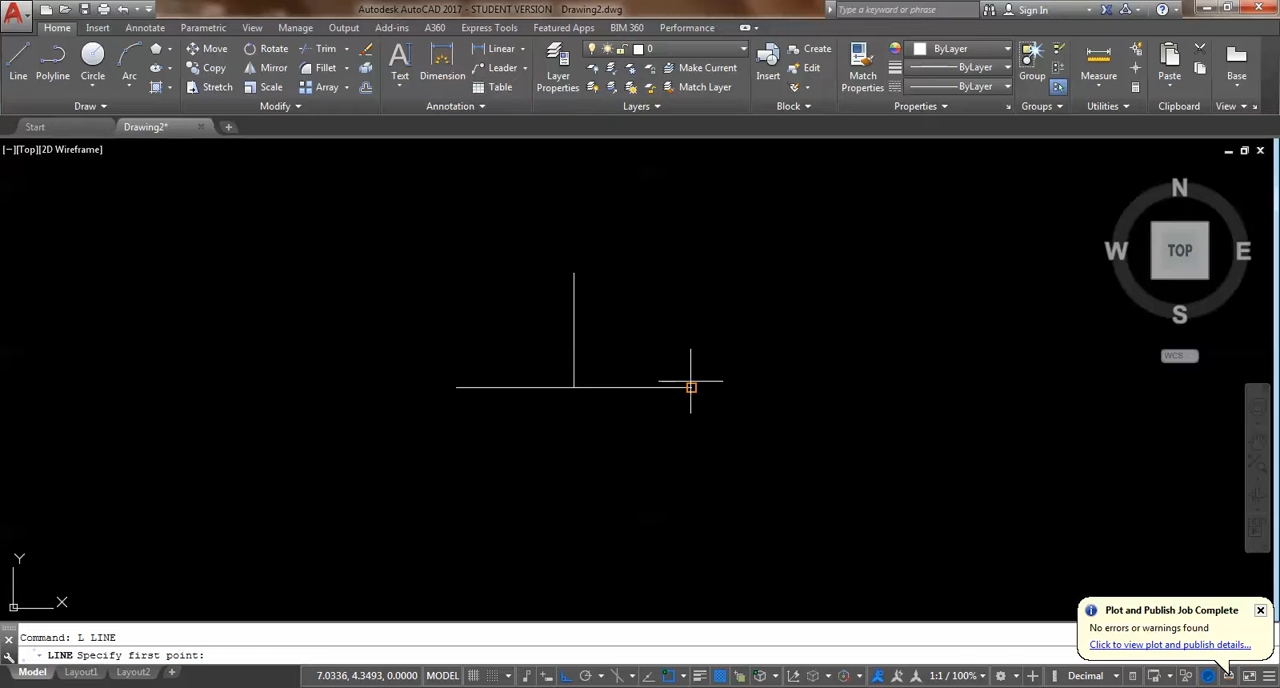 Autodesk AutoCAD 2017 - STUDENT VERSION Drawing2.dwg
Type a keyword or phrase
Sign In
Home Insert Annotate Parametric View Manage Output Add-ins A360 Express Tools Featured Apps BIM 360 Performance
Line Polyline Circle Arc
Move Rotate Trim
Copy Mirror Fillet
Stretch Scale Array
Text Dimension
Linear
Leader
Table
Layer Properties
0
Make Current
Match Layer
Insert
Create
Edit
Match Properties
ByLayer
ByLayer
ByLayer
Group
Measure
Paste
Base
Draw Modify Annotation Layers Block Properties Groups Utilities Clipboard View
Start Drawing2*
[−][Top][2D Wireframe]
N
W TOP E
S
WCS
Y
X
Plot and Publish Job Complete
No errors or warnings found
Click to view plot and publish details...
Command: L LINE
LINE Specify first point:
Model Layout1 Layout2 +
7.0336, 4.3493, 0.0000 MODEL
1:1 / 100%
Decimal